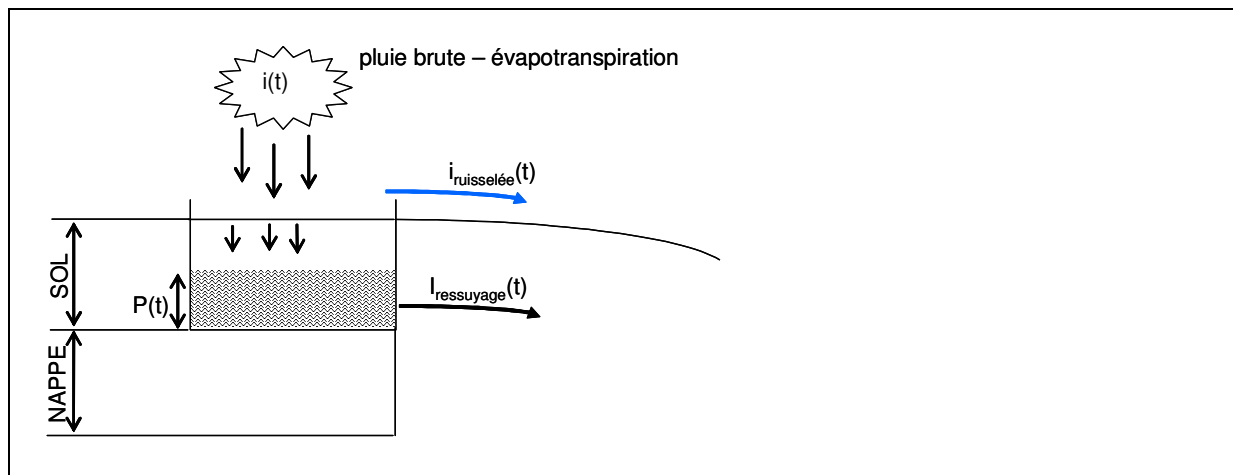 pluie brute – évapotranspiration
i(t)
iruisselée(t)
SOL
P(t)
Iressuyage(t)
NAPPE